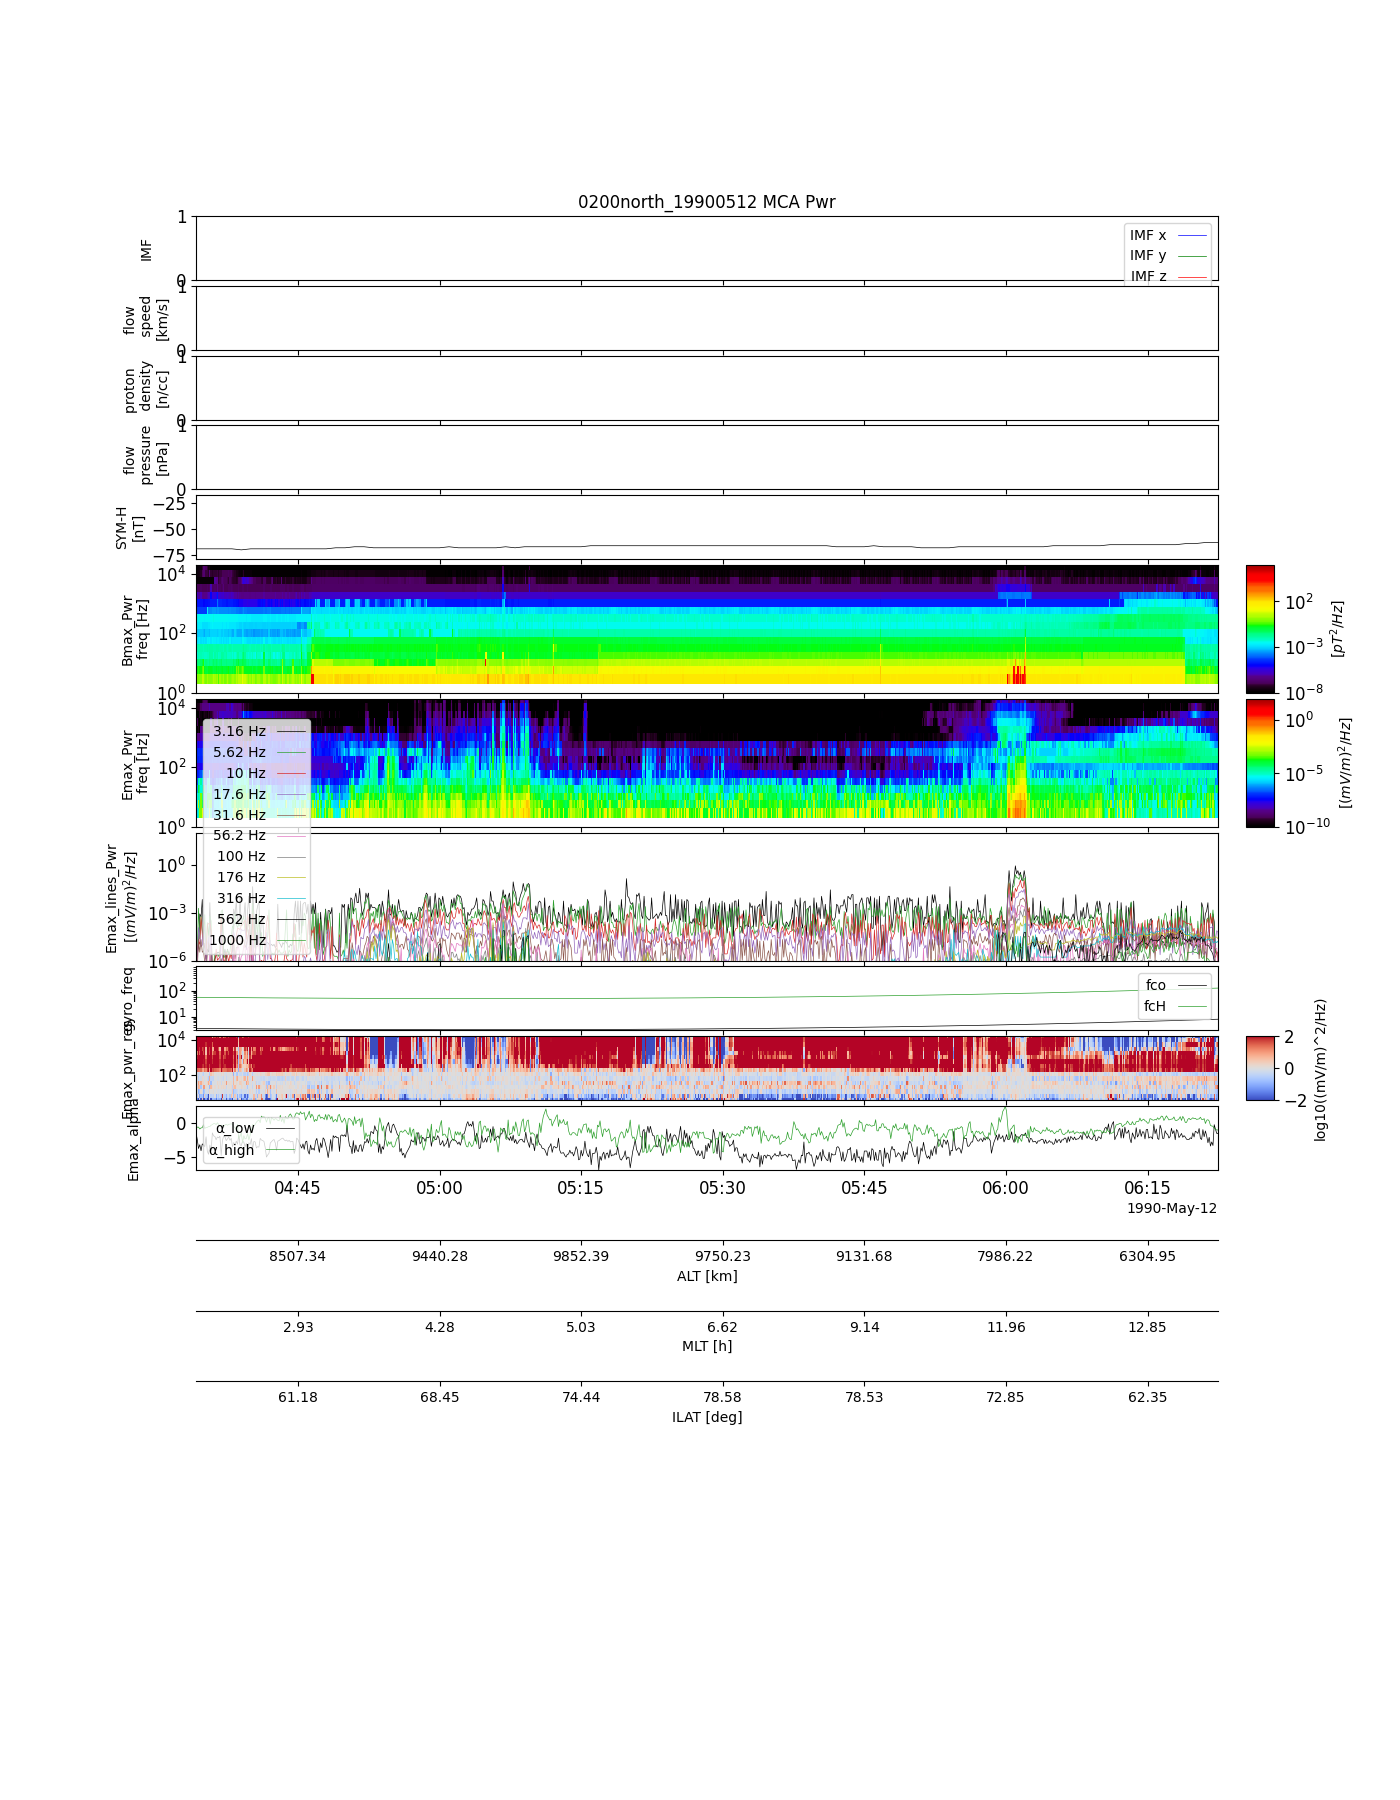 0200north_19900512 MCA Pwr
1
0
IMF
IMF x
IMF y
IMF z
1
0
flow
speed
[km/s]
1
0
proton
density
[n/cc]
1
0
flow
pressure
[nPa]
−25
−50
−75
SYM-H
[nT]
10^4
10^2
10^0
Bmax_Pwr
freq [Hz]
10^2
10^−3
10^−8
[pT^2/Hz]
10^4
10^2
10^0
Emax_Pwr
freq [Hz]
10^0
10^−5
10^−10
[(mV/m)^2/Hz]
3.16 Hz
5.62 Hz
10 Hz
17.6 Hz
31.6 Hz
56.2 Hz
100 Hz
176 Hz
316 Hz
562 Hz
1000 Hz
10^0
10^−3
10^−6
Emax_lines_Pwr
[(mV/m)^2/Hz]
10^2
10^1
gyro_freq
fco
fcH
10^4
10^2
Emax_pwr_reg
2
0
−2
log10((mV/m)^2/Hz)
0
−5
Emax_alpha
α_low
α_high
04:45 05:00 05:15 05:30 05:45 06:00 06:15
1990-May-12
8507.34 9440.28 9852.39 9750.23 9131.68 7986.22 6304.95
ALT [km]
2.93 4.28 5.03 6.62 9.14 11.96 12.85
MLT [h]
61.18 68.45 74.44 78.58 78.53 72.85 62.35
ILAT [deg]